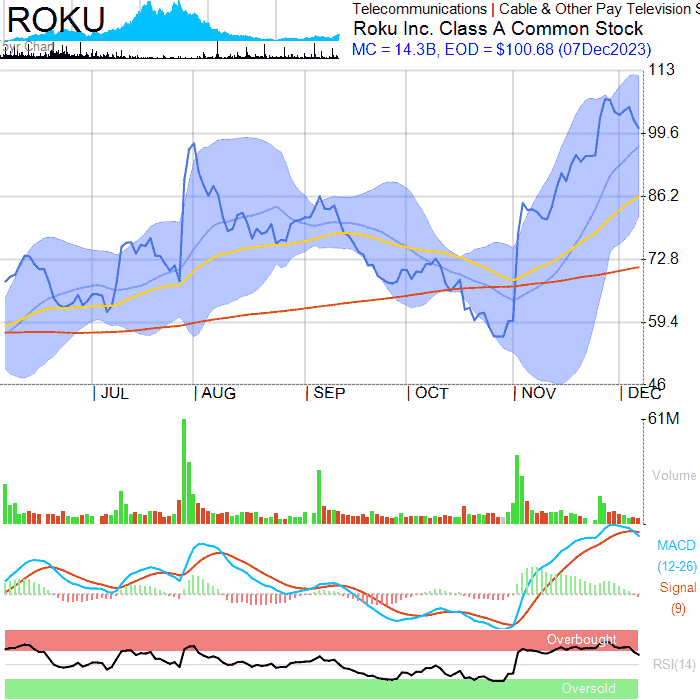 ROKU
5yr Chart
Telecommunications | Cable & Other Pay Television S
Roku Inc. Class A Common Stock
MC = 14.3B, EOD = $100.68 (07Dec2023)
113
99.6
86.2
72.8
59.4
46
JUL
AUG
SEP
OCT
NOV
DEC
61M
Volume
MACD
(12-26)
Signal
(9)
Overbought
RSI(14)
Oversold